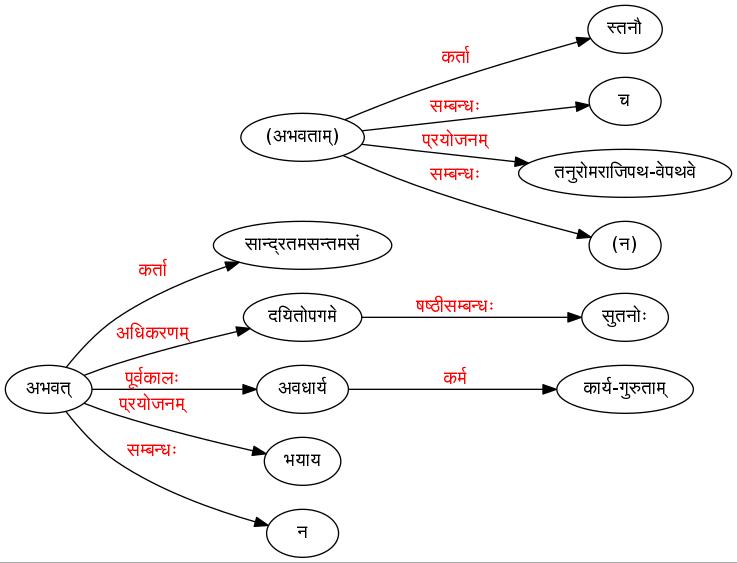 स्तनौ
कर्ता
च
सम्बन्धः
(अभवताम्)
प्रयोजनम्
तनुरोमराजिपथ-वेपथवे
सम्बन्धः
(न)
सान्द्रतमसन्तमसं
कर्ता
अधिकरणम्
दयितोपगमे
षष्ठीसम्बन्धः
सुतनोः
अभवत्
पूर्वकालः
अवधार्य
कर्म
कार्य-गुरुताम्
प्रयोजनम्
भयाय
सम्बन्धः
न